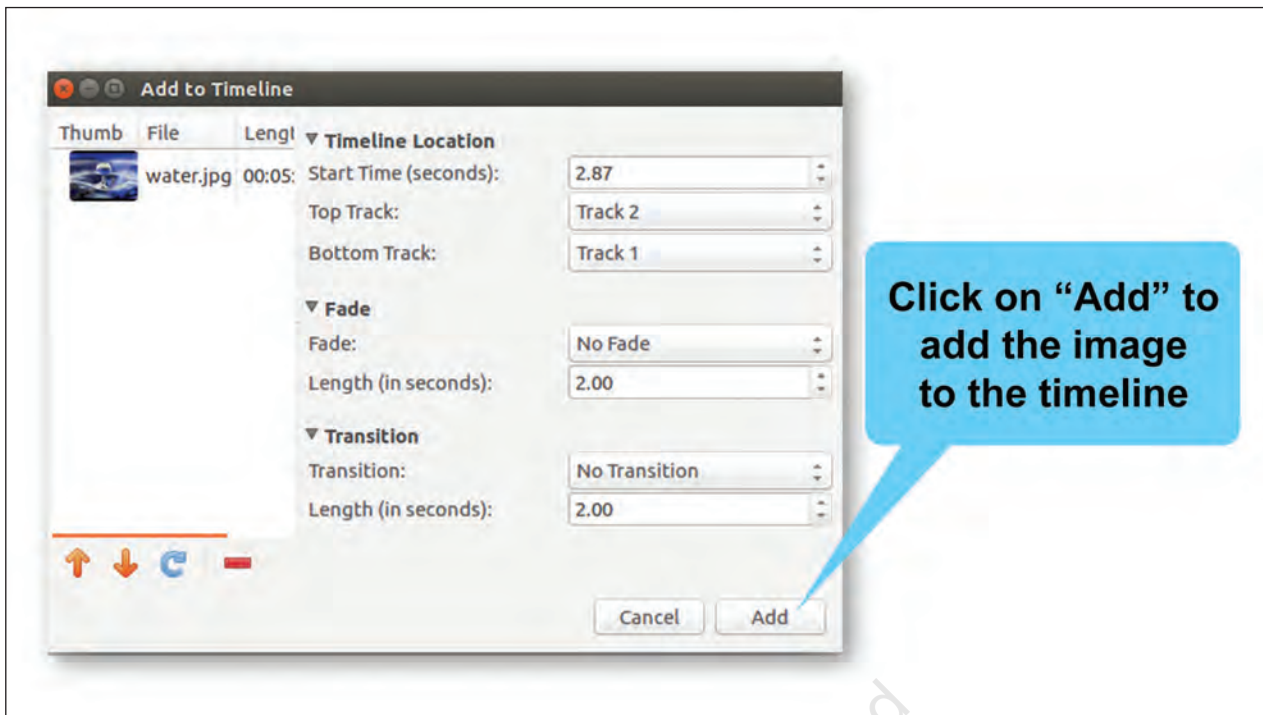 Add to Timeline
Thumb File Lengt
water.jpg 00:05:
Timeline Location
Start Time (seconds): 2.87
Top Track: Track 2
Bottom Track: Track 1
Fade
Fade: No Fade
Length (in seconds): 2.00
Transition
Transition: No Transition
Length (in seconds): 2.00
Cancel Add
Click on “Add” to
add the image
to the timeline